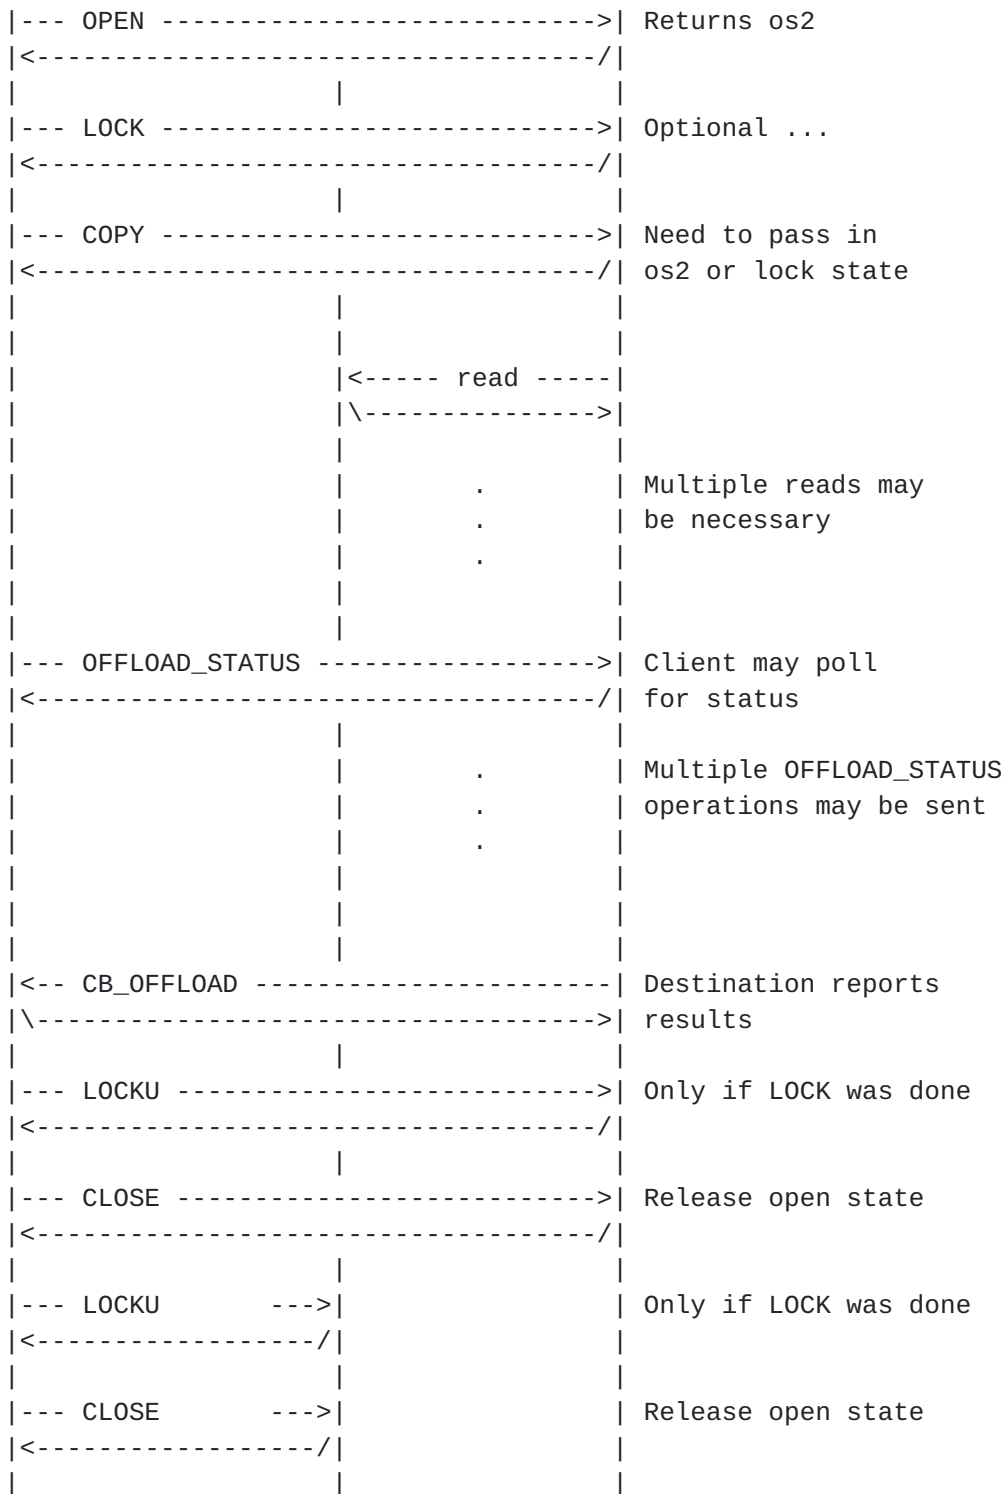 |--- OPEN ---------------------------->| Returns os2
|<------------------------------------/|
|                    |                 |
|--- LOCK ---------------------------->| Optional ...
|<------------------------------------/|
|                    |                 |
|--- COPY ---------------------------->| Need to pass in
|<------------------------------------/| os2 or lock state
|                    |                 |
|                    |                 |
|                    |<----- read -----|
|                    |\--------------->|
|                    |                 |
|                    |        .        | Multiple reads may
|                    |        .        | be necessary
|                    |        .        |
|                    |                 |
|                    |                 |
|--- OFFLOAD_STATUS ------------------>| Client may poll
|<------------------------------------/| for status
|                    |                 |
|                    |        .        | Multiple OFFLOAD_STATUS
|                    |        .        | operations may be sent
|                    |        .        |
|                    |                 |
|                    |                 |
|                    |                 |
|<-- CB_OFFLOAD -----------------------| Destination reports
|\------------------------------------>| results
|                    |                 |
|--- LOCKU --------------------------->| Only if LOCK was done
|<------------------------------------/|
|                    |                 |
|--- CLOSE --------------------------->| Release open state
|<------------------------------------/|
|                    |                 |
|--- LOCKU       --->|                 | Only if LOCK was done
|<------------------/|                 |
|                    |                 |
|--- CLOSE       --->|                 | Release open state
|<------------------/|                 |
|                    |                 |